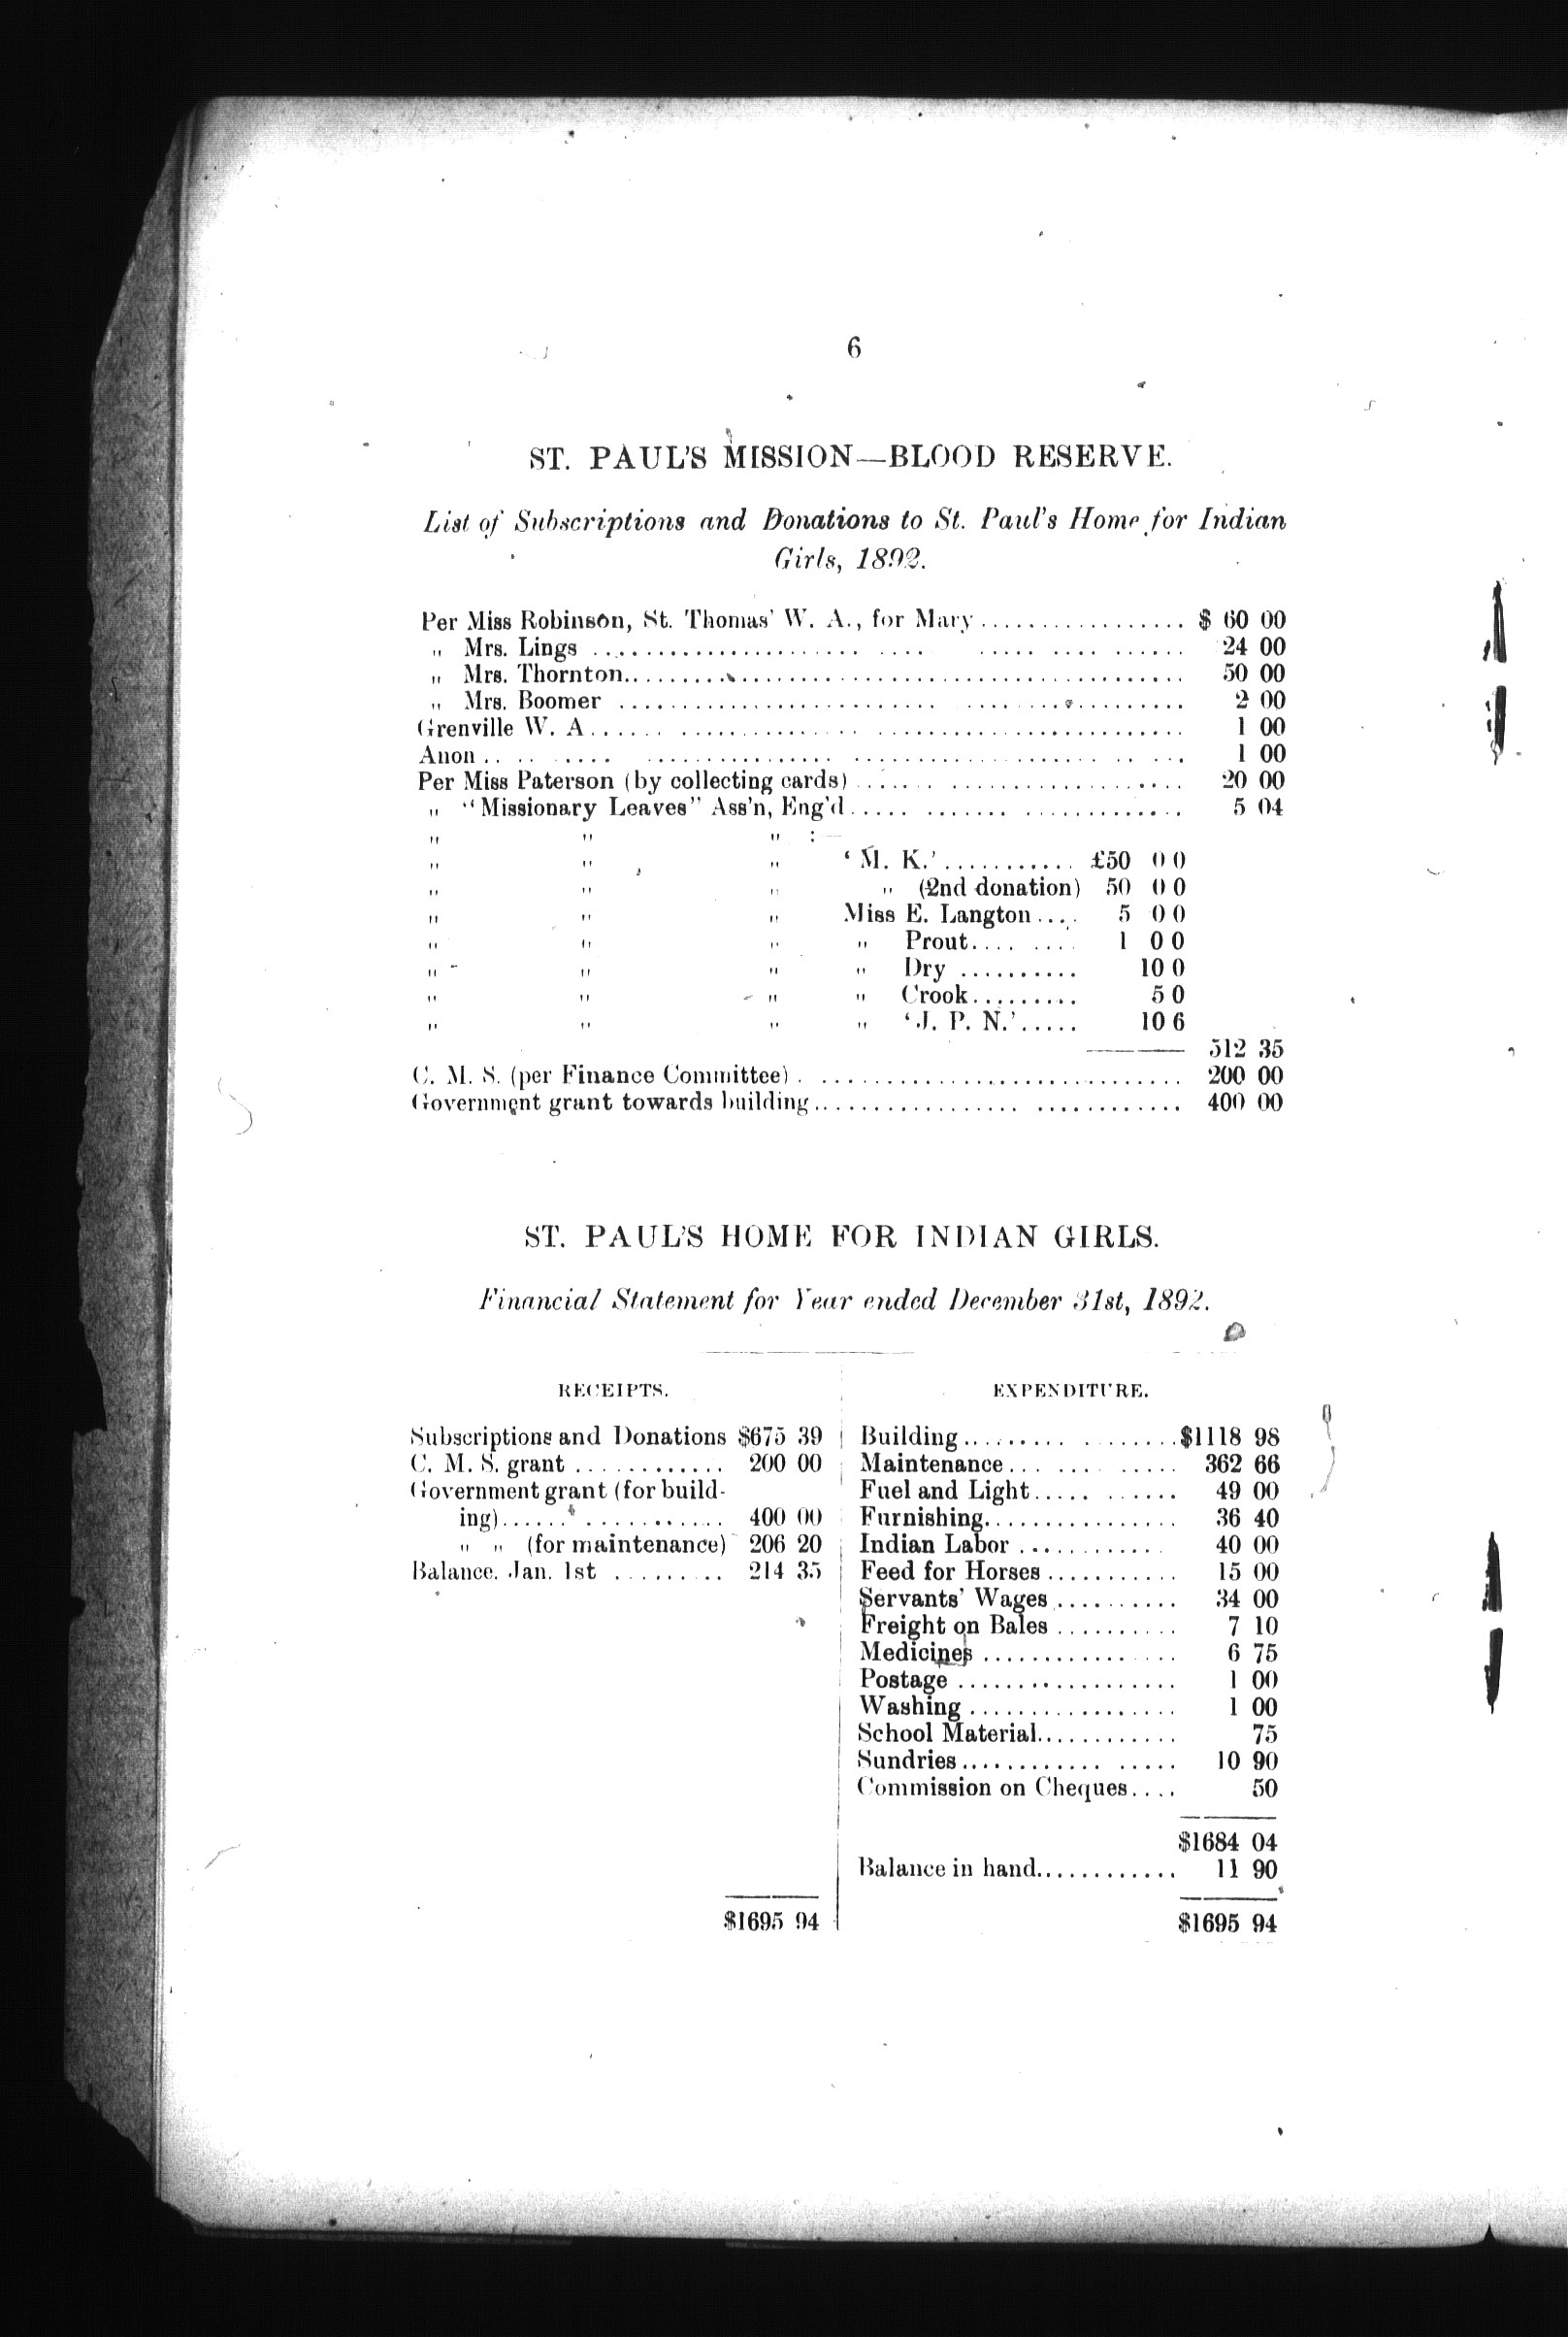 6
ST. PAUL'S MISSION—BLOOD RESERVE.
List of Subscriptions and Donations to St. Paul's Home for Indian
Girls, 1892.
Per Miss Robinson, St. Thomas' W. A., for Mary ................. $ 60 00
" Mrs. Lings ................. 24 00
" Mrs. Thornton................. 50 00
" Mrs. Boomer ................. 2 00
Grenville W. A................. 1 00
Anon................. 1 00
Per Miss Paterson (by collecting cards)................. 20 00
" "Missionary Leaves" Ass'n, Eng'd................. 5 04
" " " :—
" " " 'M. K.'........... £50 0 0
" " " " (2nd donation) 50 0 0
" " " Miss E. Langton.... 5 0 0
" " " " Prout........ 1 0 0
" " " " Dry .......... 10 0
" " " " Crook......... 5 0
" " " " 'J. P. N.'..... 10 6
512 35
C. M. S. (per Finance Committee)................. 200 00
Government grant towards building................. 400 00
ST. PAUL'S HOME FOR INDIAN GIRLS.
Financial Statement for Year ended December 31st, 1892.
RECEIPTS.
Subscriptions and Donations $675 39
C. M. S. grant ............ 200 00
Government grant (for build-
ing)................. 400 00
" " (for maintenance) 206 20
Balance. Jan. 1st ......... 214 35
$1695 94
EXPENDITURE.
Building.................$1118 98
Maintenance............ 362 66
Fuel and Light........... 49 00
Furnishing................ 36 40
Indian Labor ............ 40 00
Feed for Horses........... 15 00
Servants' Wages.......... 34 00
Freight on Bales .......... 7 10
Medicines ................ 6 75
Postage .................. 1 00
Washing .................. 1 00
School Material............ 75
Sundries................. 10 90
Commission on Cheques.... 50
$1684 04
Balance in hand............ 11 90
$1695 94